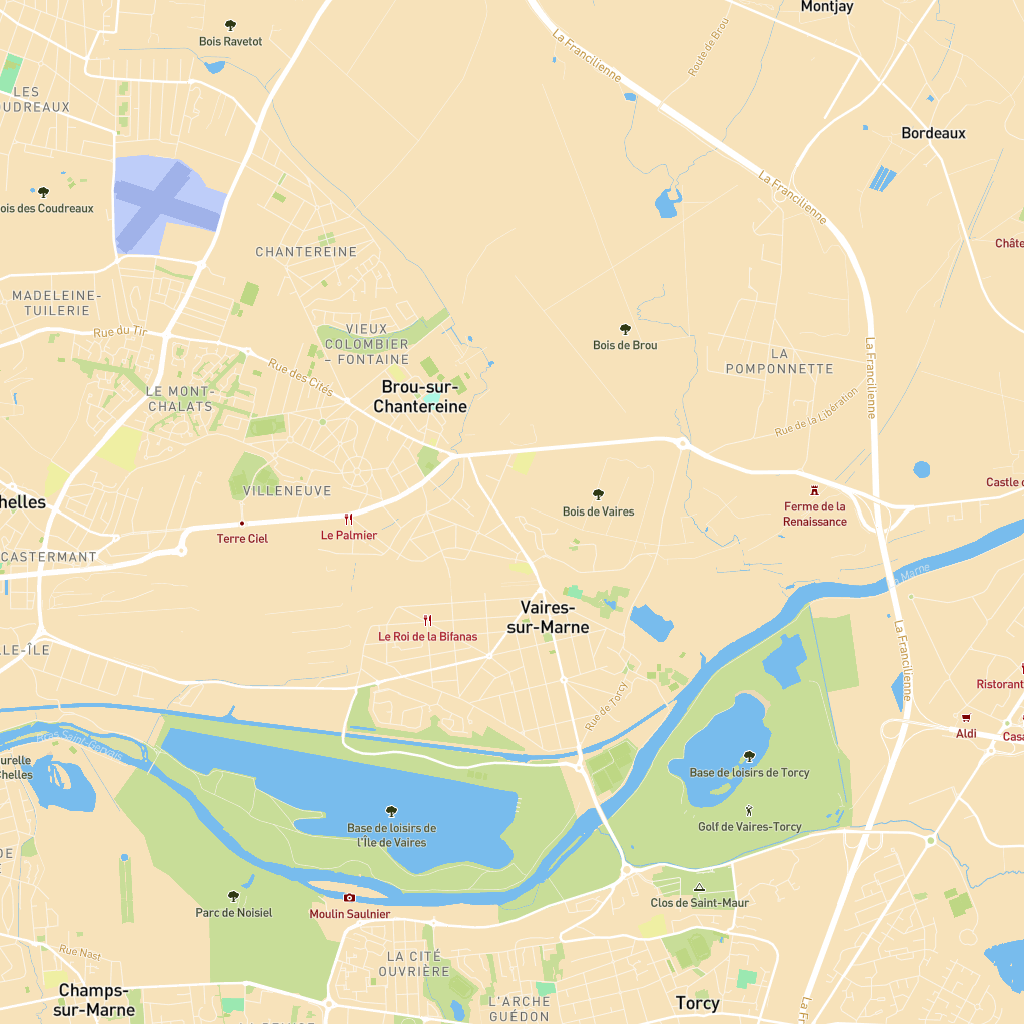 Montjay
Bois Ravetot
La Francilienne
Route de Brou
LES
Bordeaux
La Francilienne
CHANTEREINE
MADELEINE-
TUILERIE
Rue du Tir
VIEUX
COLOMBIER
– FONTAINE
Bois de Brou
LA
POMPONNETTE
La Francilienne
Rue des Cités
LE MONT-
CHALATS
Brou-sur-
Chantereine
Rue de la Libération
VILLENEUVE
Bois de Vaires
Ferme de la
Renaissance
Castle
Terre Ciel
Le Palmier
CASTERMANT
La Marne
Vaires-
sur-Marne
Le Roi de la Bifanas
La Francilienne
Rue de Torcy
Aldi
Base de loisirs de Torcy
Golf de Vaires-Torcy
Base de loisirs de
l'Île de Vaires
Parc de Noisiel
Moulin Saulnier
Clos de Saint-Maur
Rue Nast
LA CITÉ
OUVRIÈRE
Champs-
sur-Marne
L'ARCHE
GUÉDON
Torcy